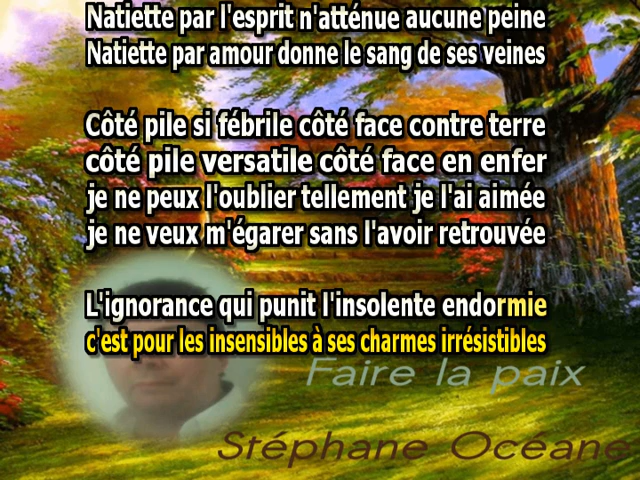 Natiette par l'esprit n'atténue aucune peine
Natiette par amour donne le sang de ses veines
Côté pile si fébrile côté face contre terre
côté pile versatile côté face en enfer
je ne peux l'oublier tellement je l'ai aimée
je ne veux m'égarer sans l'avoir retrouvée
L'ignorance qui punit l'insolente endormie
c'est pour les insensibles à ses charmes irrésistibles
Faire la paix
Stéphane Océane